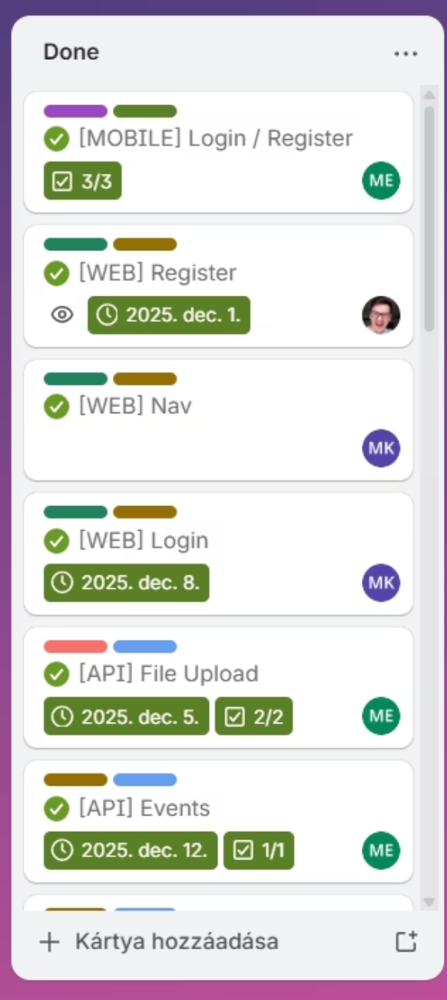 Done
[MOBILE] Login / Register
3/3
ME
[WEB] Register
2025. dec. 1.
[WEB] Nav
MK
[WEB] Login
2025. dec. 8.
MK
[API] File Upload
2025. dec. 5.
2/2
ME
[API] Events
2025. dec. 12.
1/1
ME
Kártya hozzáadása